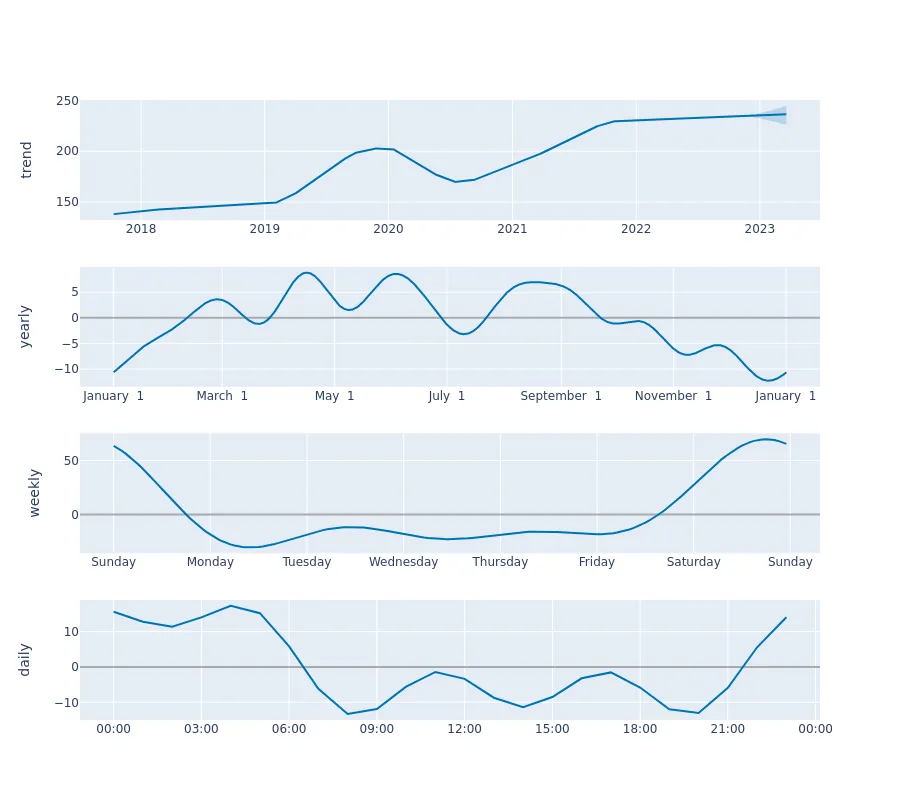 trend
250
200
150
2018 2019 2020 2021 2022 2023
yearly
5
0
−5
−10
January 1 March 1 May 1 July 1 September 1 November 1 January 1
weekly
50
0
Sunday Monday Tuesday Wednesday Thursday Friday Saturday Sunday
daily
10
0
−10
00:00 03:00 06:00 09:00 12:00 15:00 18:00 21:00 00:00